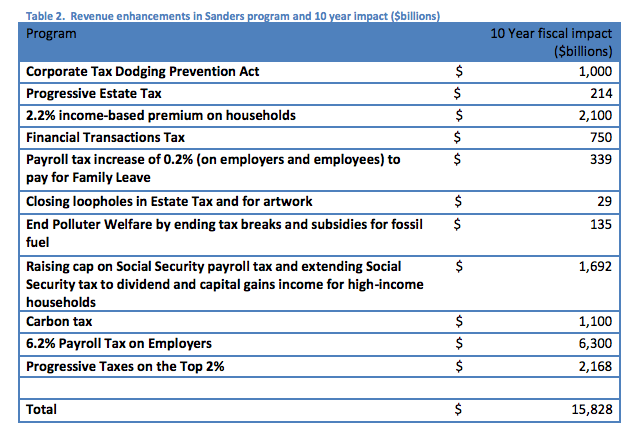 Table 2. Revenue enhancements in Sanders program and 10 year impact ($billions)
Program 10 Year fiscal impact
($billions)
Corporate Tax Dodging Prevention Act $ 1,000
Progressive Estate Tax $ 214
2.2% income-based premium on households $ 2,100
Financial Transactions Tax $ 750
Payroll tax increase of 0.2% (on employers and employees) to $ 339
pay for Family Leave
Closing loopholes in Estate Tax and for artwork $ 29
End Polluter Welfare by ending tax breaks and subsidies for fossil $ 135
fuel
Raising cap on Social Security payroll tax and extending Social $ 1,692
Security tax to dividend and capital gains income for high-income
households
Carbon tax $ 1,100
6.2% Payroll Tax on Employers $ 6,300
Progressive Taxes on the Top 2% $ 2,168
Total $ 15,828